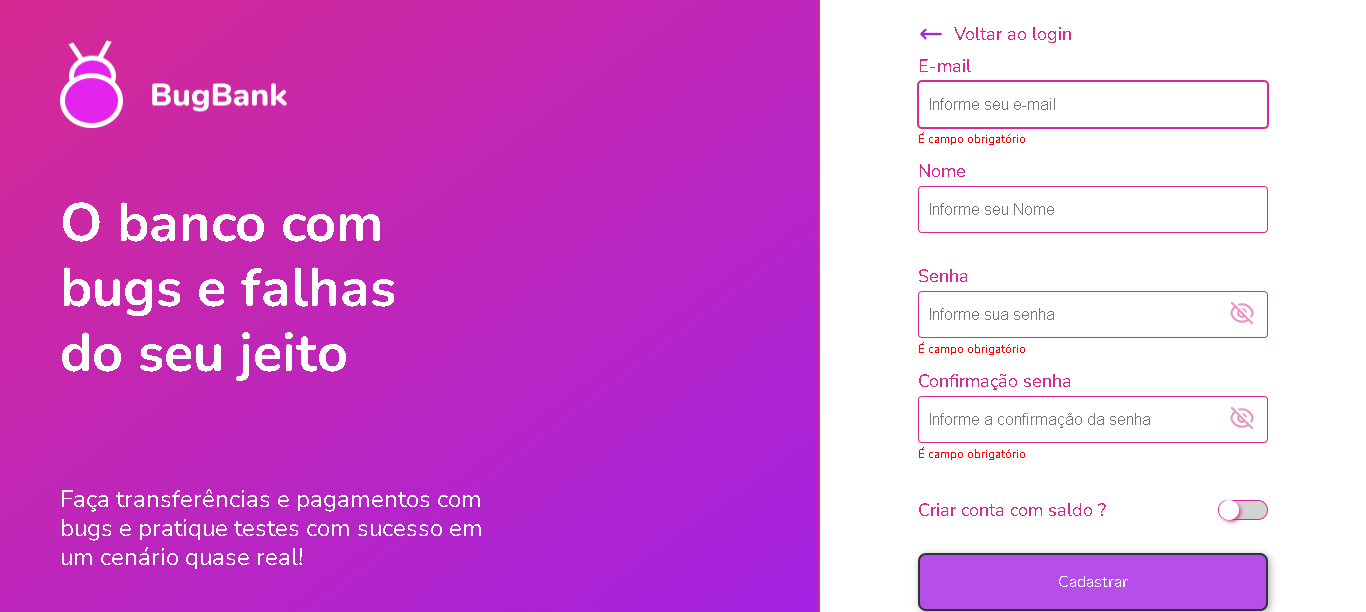 BugBank
O banco com
bugs e falhas
do seu jeito
Faça transferências e pagamentos com
bugs e pratique testes com sucesso em
um cenário quase real!
Voltar ao login
E-mail
Informe seu e-mail
É campo obrigatório
Nome
Informe seu Nome
Senha
Informe sua senha
É campo obrigatório
Confirmação senha
Informe a confirmação da senha
É campo obrigatório
Criar conta com saldo ?
Cadastrar